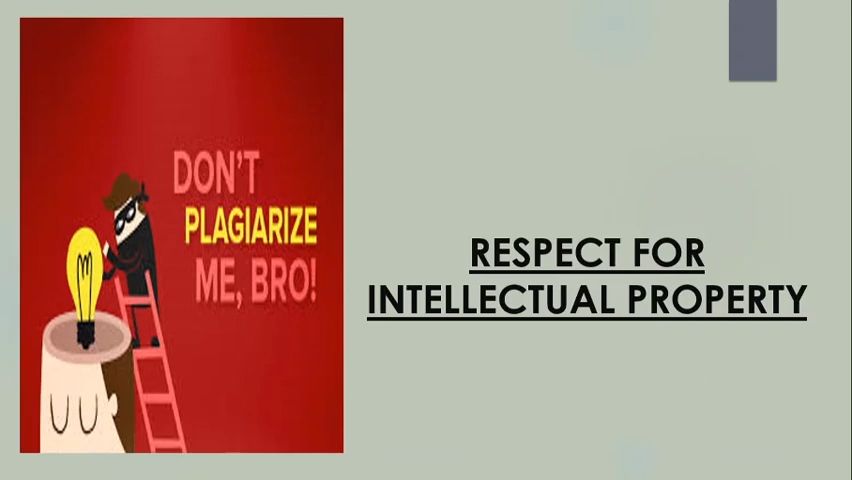 DON'T
PLAGIARIZE
ME, BRO!
RESPECT FOR
INTELLECTUAL PROPERTY